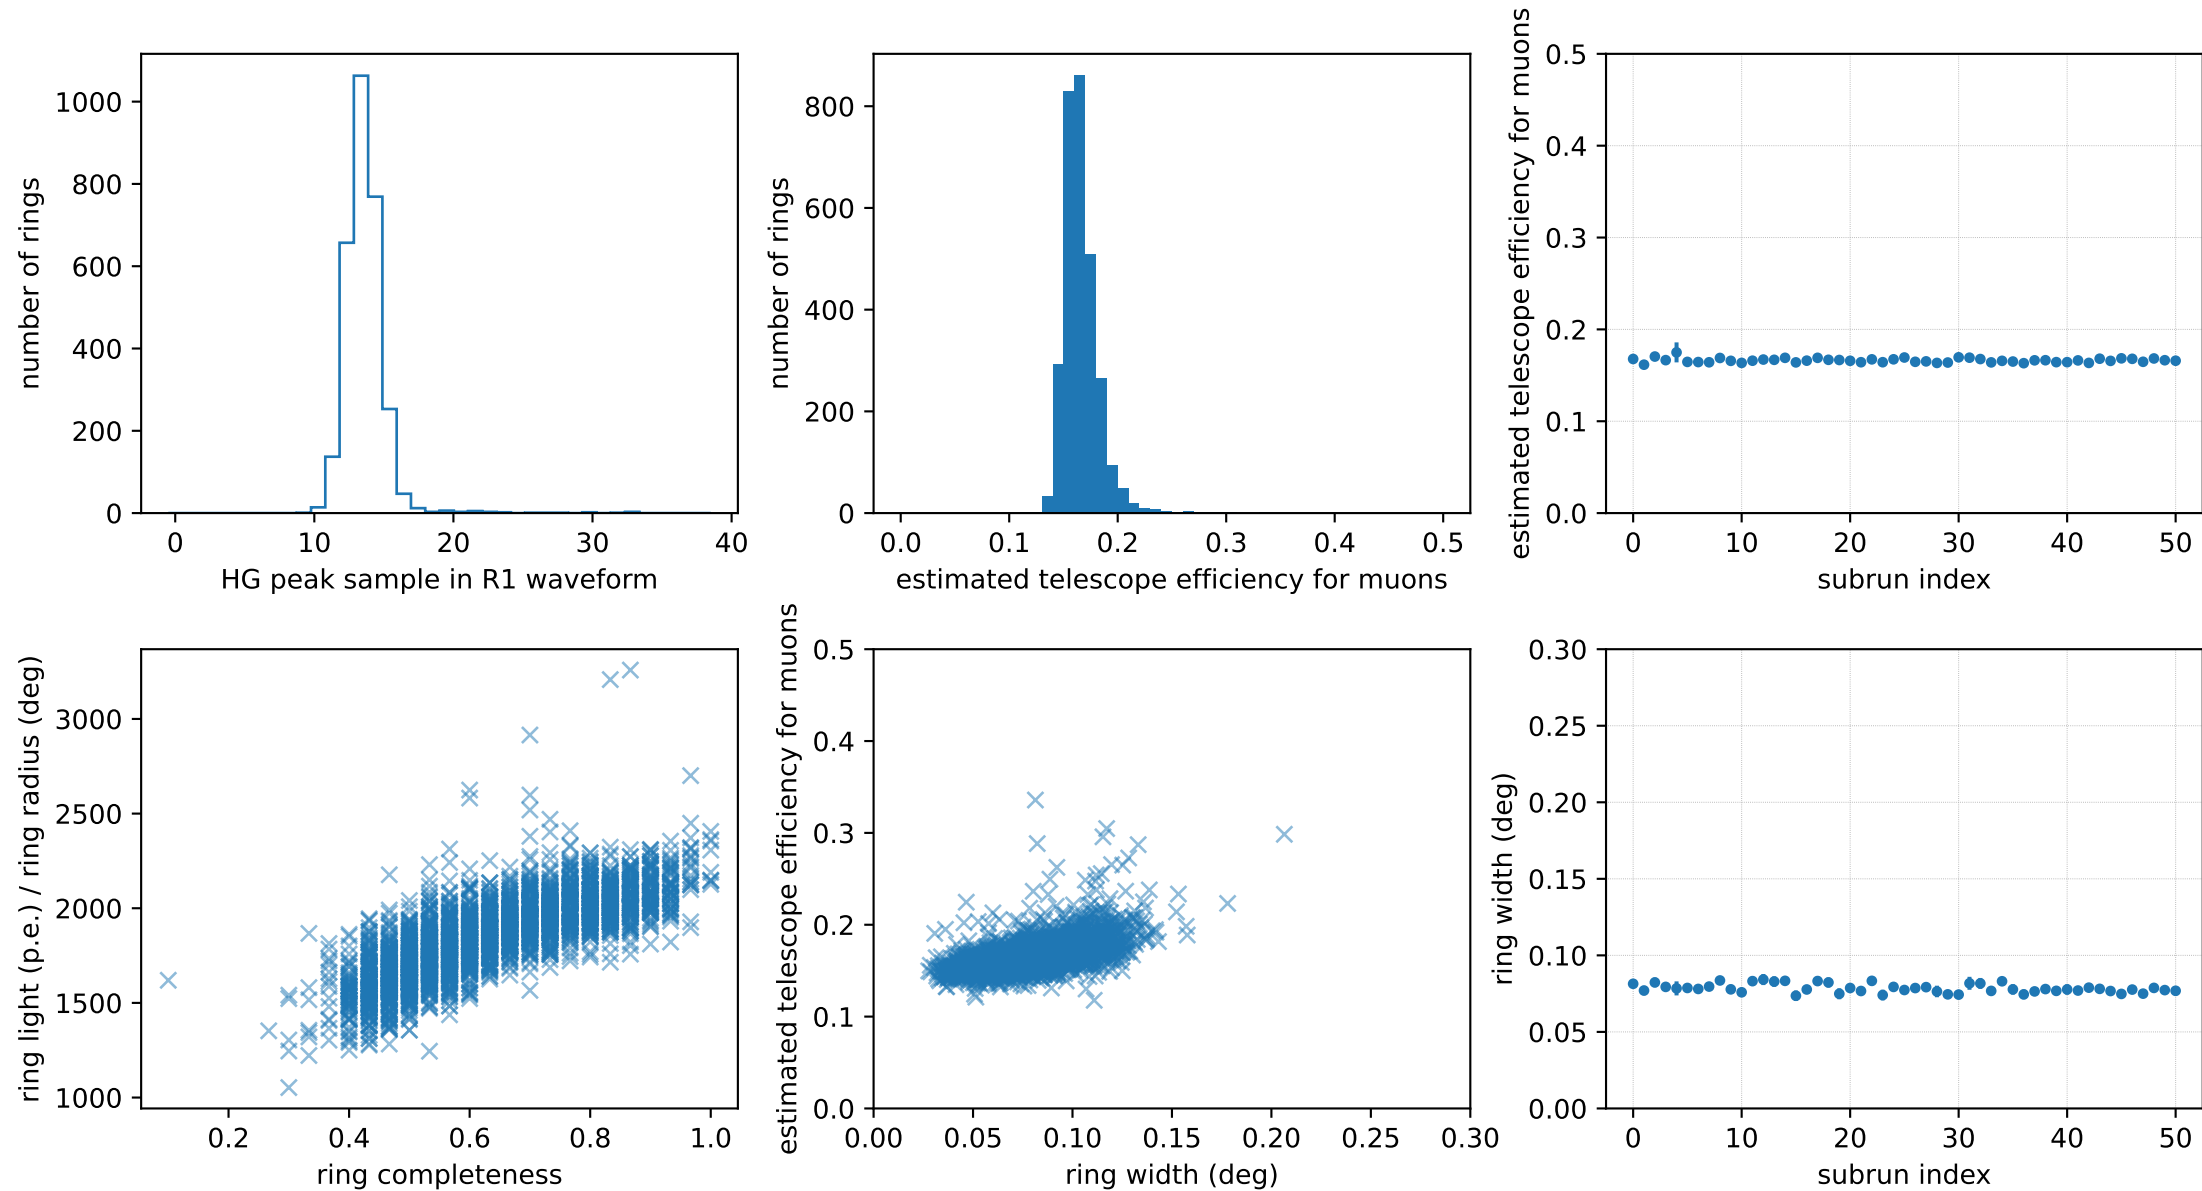 number of rings
1000
800
600
400
200
0
0 10 20 30 40
HG peak sample in R1 waveform
number of rings
800
600
400
200
0
0.0 0.1 0.2 0.3 0.4 0.5
estimated telescope efficiency for muons
estimated telescope efficiency for muons
0.5
0.4
0.3
0.2
0.1
0.0
0 10 20 30 40 50
subrun index
ring light (p.e.) / ring radius (deg)
3000
2500
2000
1500
1000
0.2 0.4 0.6 0.8 1.0
ring completeness
estimated telescope efficiency for muons
0.5
0.4
0.3
0.2
0.1
0.0
0.00 0.05 0.10 0.15 0.20 0.25 0.30
ring width (deg)
ring width (deg)
0.30
0.25
0.20
0.15
0.10
0.05
0.00
0 10 20 30 40 50
subrun index